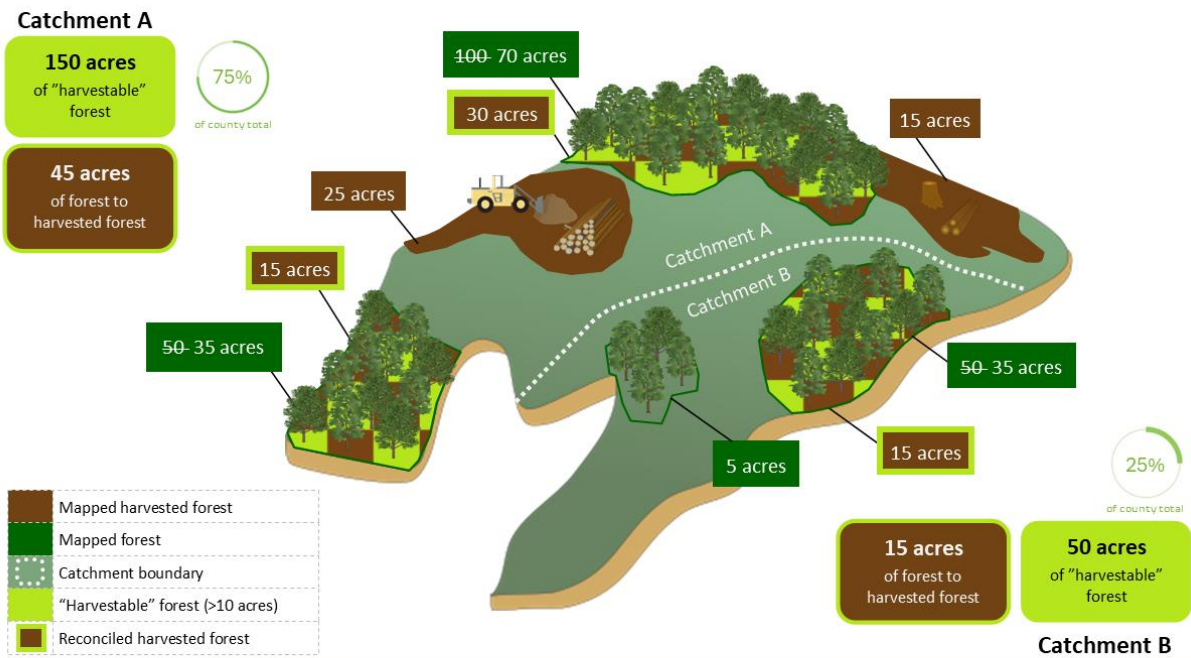 Catchment A
150 acres
of "harvestable"
forest
75%
of county total
45 acres
of forest to
harvested forest
100 70 acres
30 acres
15 acres
25 acres
15 acres
50 35 acres
Catchment A
Catchment B
50 35 acres
5 acres
15 acres
25%
of county total
15 acres
of forest to
harvested forest
50 acres
of "harvestable"
forest
Catchment B
Mapped harvested forest
Mapped forest
Catchment boundary
"Harvestable" forest (>10 acres)
Reconciled harvested forest